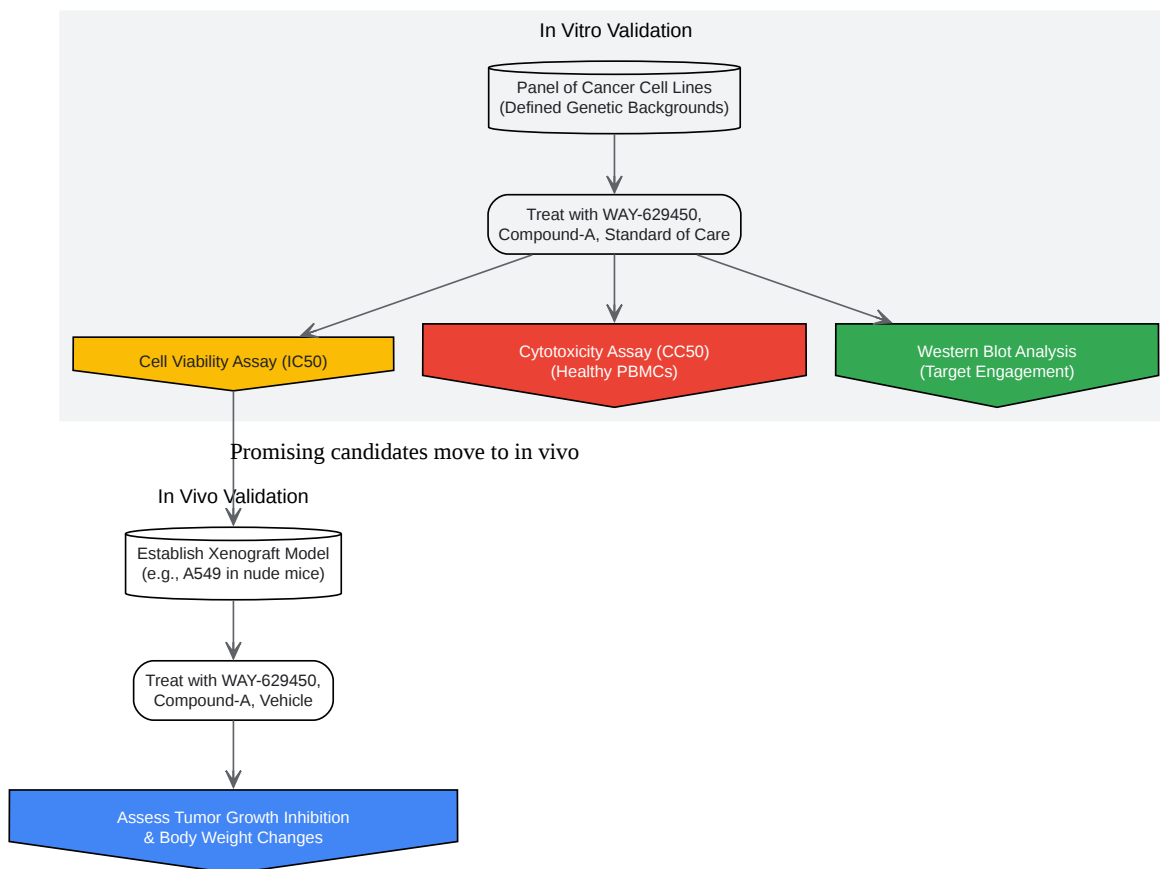 In Vitro Validation
Panel of Cancer Cell Lines
(Defined Genetic Backgrounds)
Treat with WAY-629450,
Compound-A, Standard of Care
Cell Viability Assay (IC50)
Cytotoxicity Assay (CC50)
(Healthy PBMCs)
Western Blot Analysis
(Target Engagement)
Promising candidates move to in vivo
In Vivo Validation
Establish Xenograft Model
(e.g., A549 in nude mice)
Treat with WAY-629450,
Compound-A, Vehicle
Assess Tumor Growth Inhibition
& Body Weight Changes